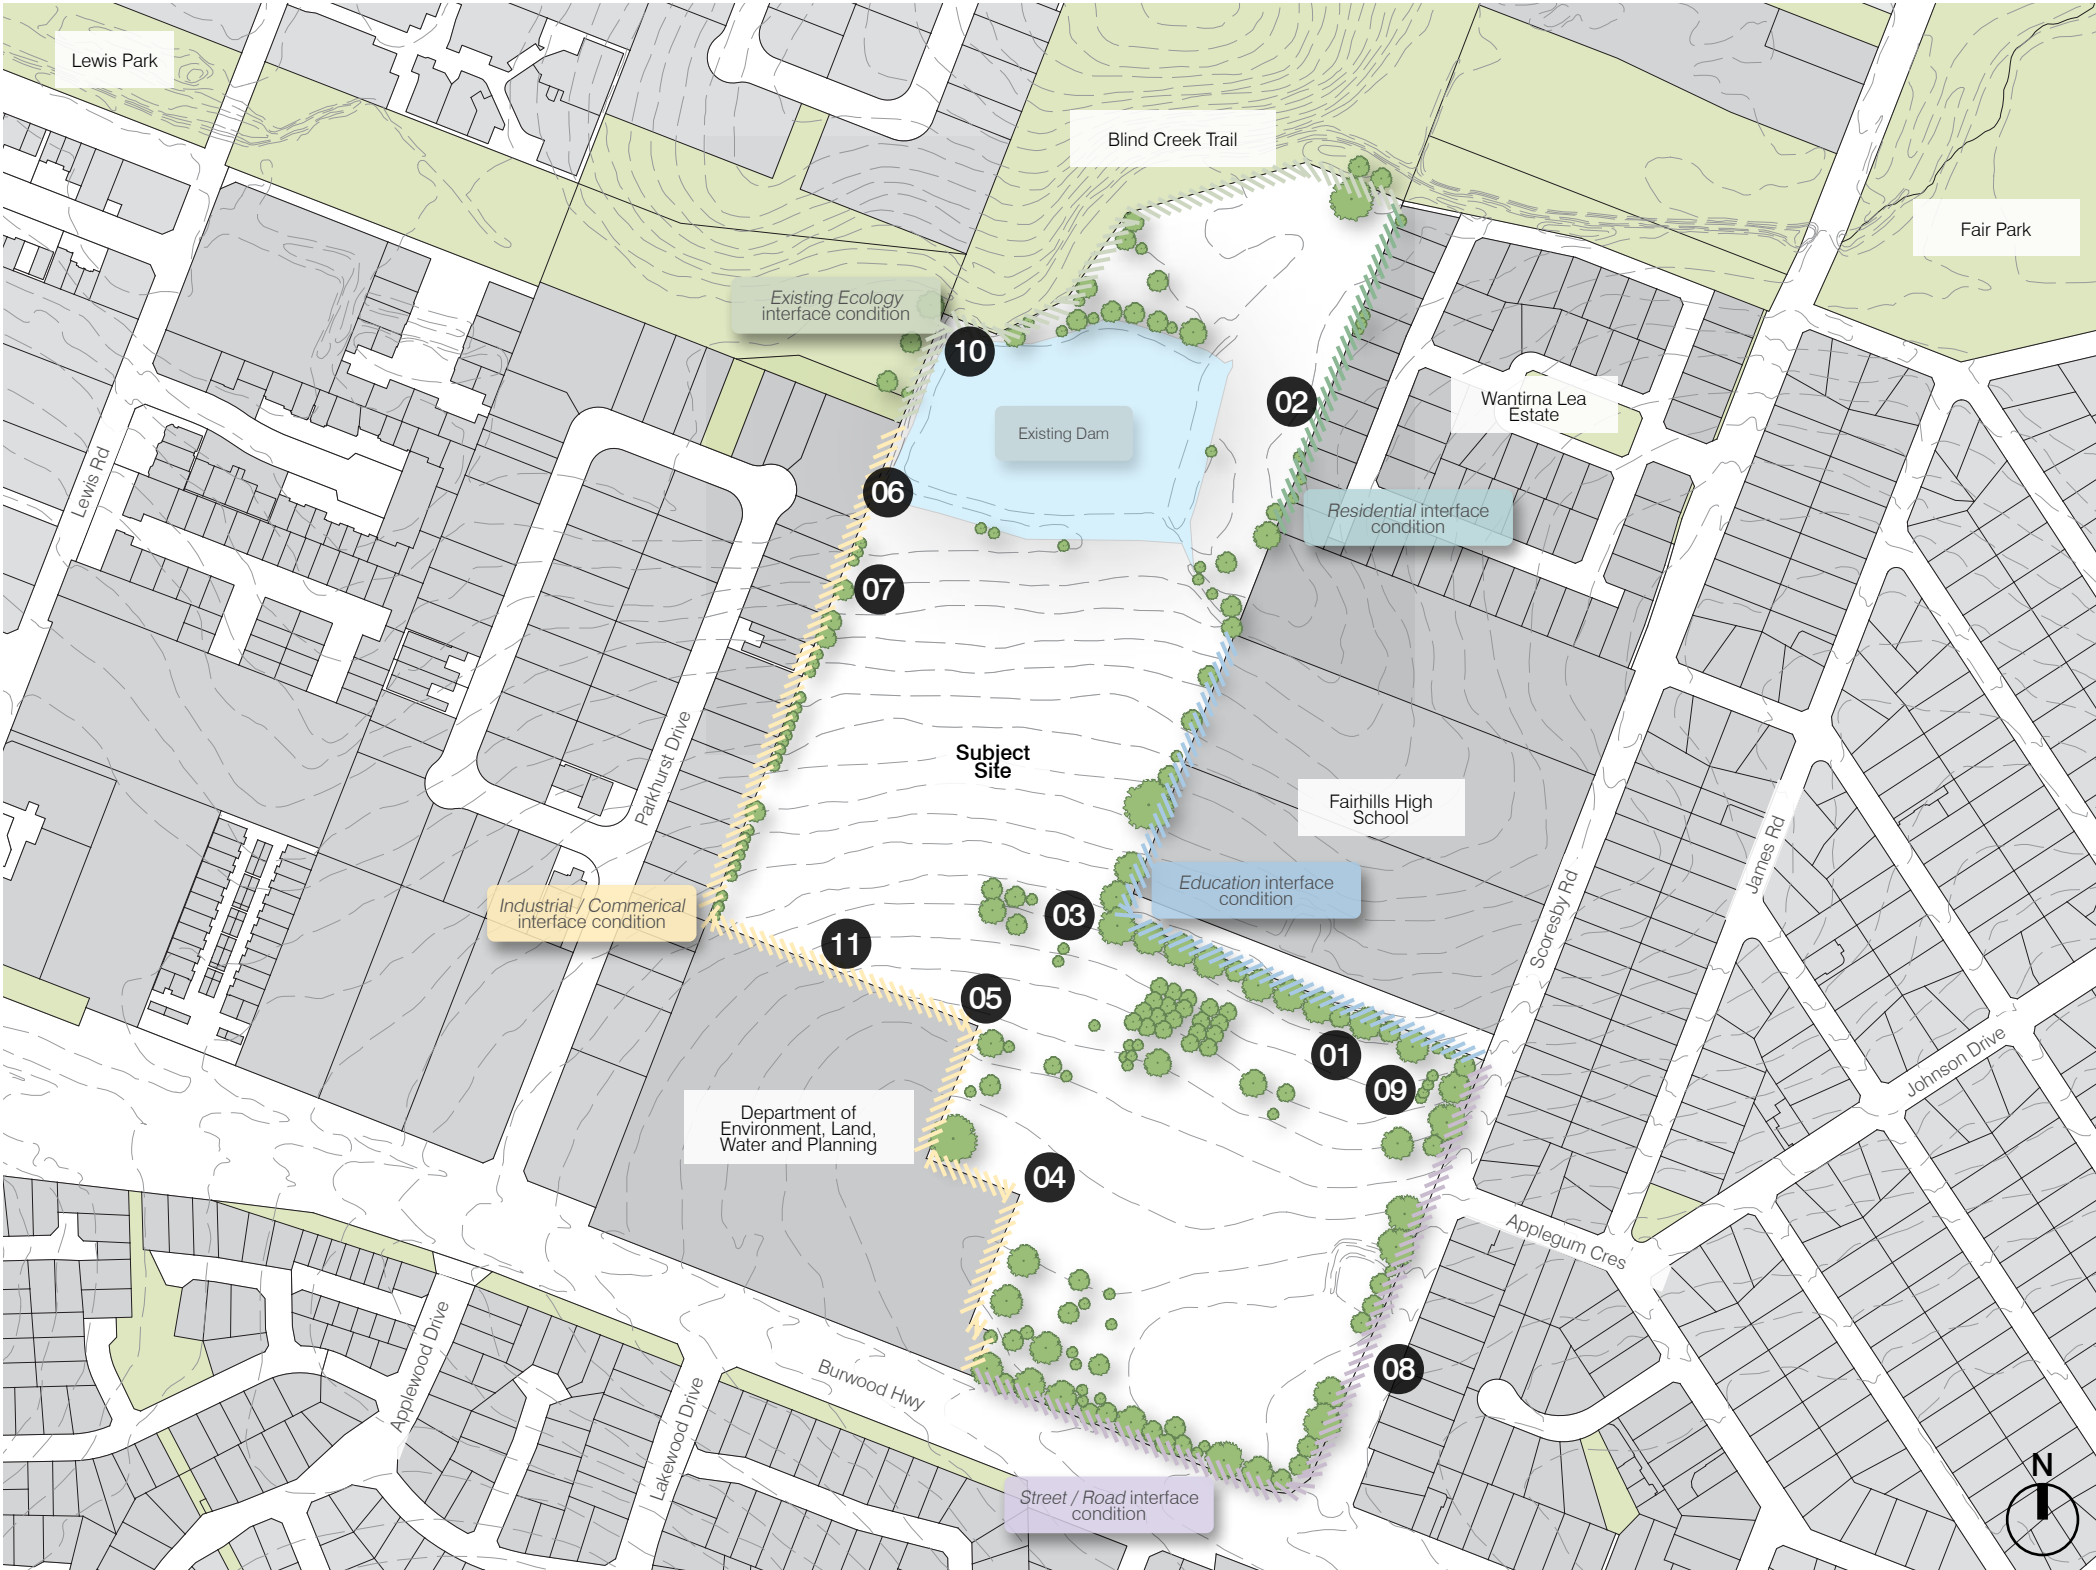 Lewis Park
Blind Creek Trail
Fair Park
Existing Ecology
interface condition
10
02
Wantirna Lea
Estate
Existing Dam
Lewis Rd
06
Residential interface
condition
07
Subject
Site
Parkhurst Drive
Fairhills High
School
James Rd
Education interface
condition
Industrial / Commerical
interface condition
03
Scoresby Rd
11
05
01
09
Johnson Drive
Department of
Environment, Land,
Water and Planning
04
Applegum Cres
Applewood Drive
Burwood Hwy
08
Lakewood Drive
Street / Road interface
condition
N